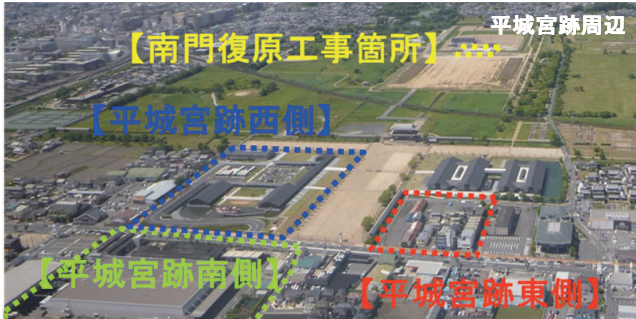 平城宮跡周辺
【南門復原工事箇所】
【平城宮跡西側】
【平城宮跡南側】
【平城宮跡東側】